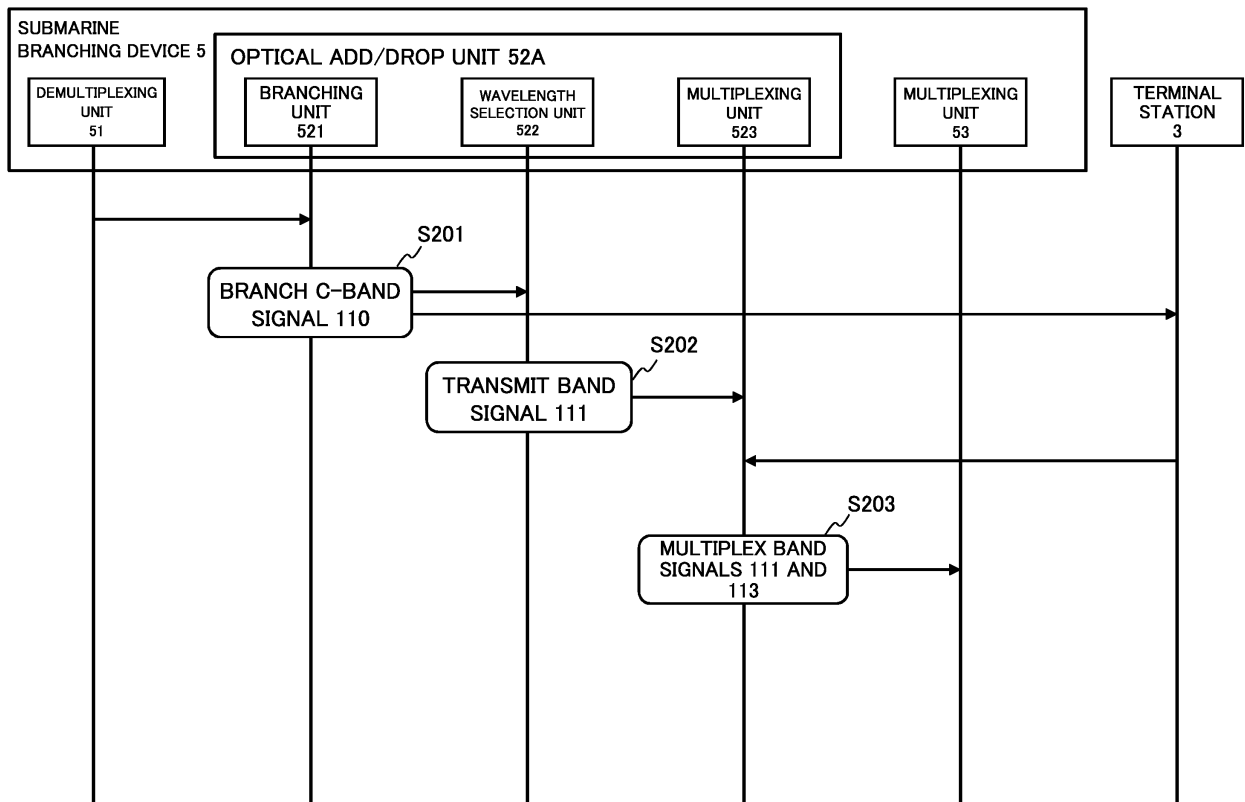 SUBMARINE
BRANCHING DEVICE 5
OPTICAL ADD/DROP UNIT 52A
DEMULTIPLEXING
UNIT
51
BRANCHING
UNIT
521
WAVELENGTH
SELECTION UNIT
522
MULTIPLEXING
UNIT
523
MULTIPLEXING
UNIT
53
TERMINAL
STATION
3
S201
BRANCH C-BAND
SIGNAL 110
S202
TRANSMIT BAND
SIGNAL 111
S203
MULTIPLEX BAND
SIGNALS 111 AND
113